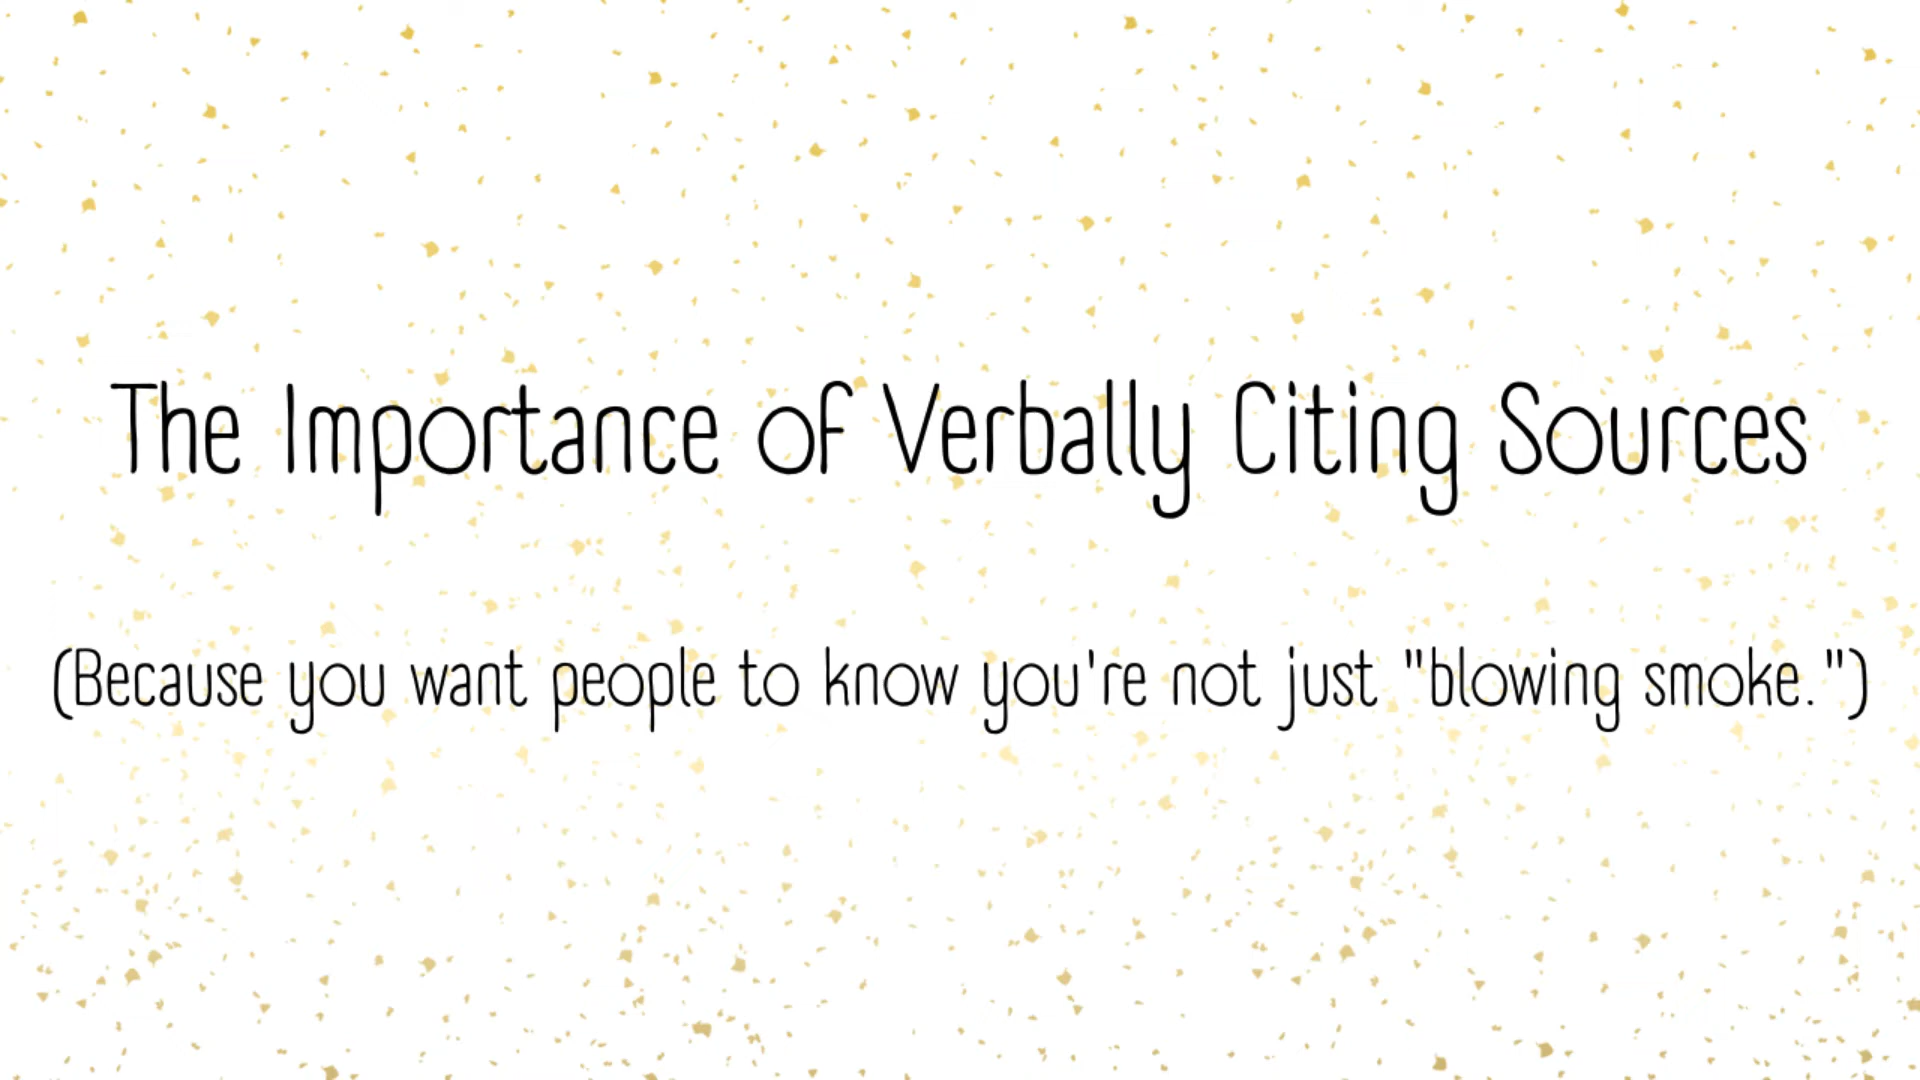 The Importance of Verbally Citing Sources
(Because you want people to know you're not just "blowing smoke.")